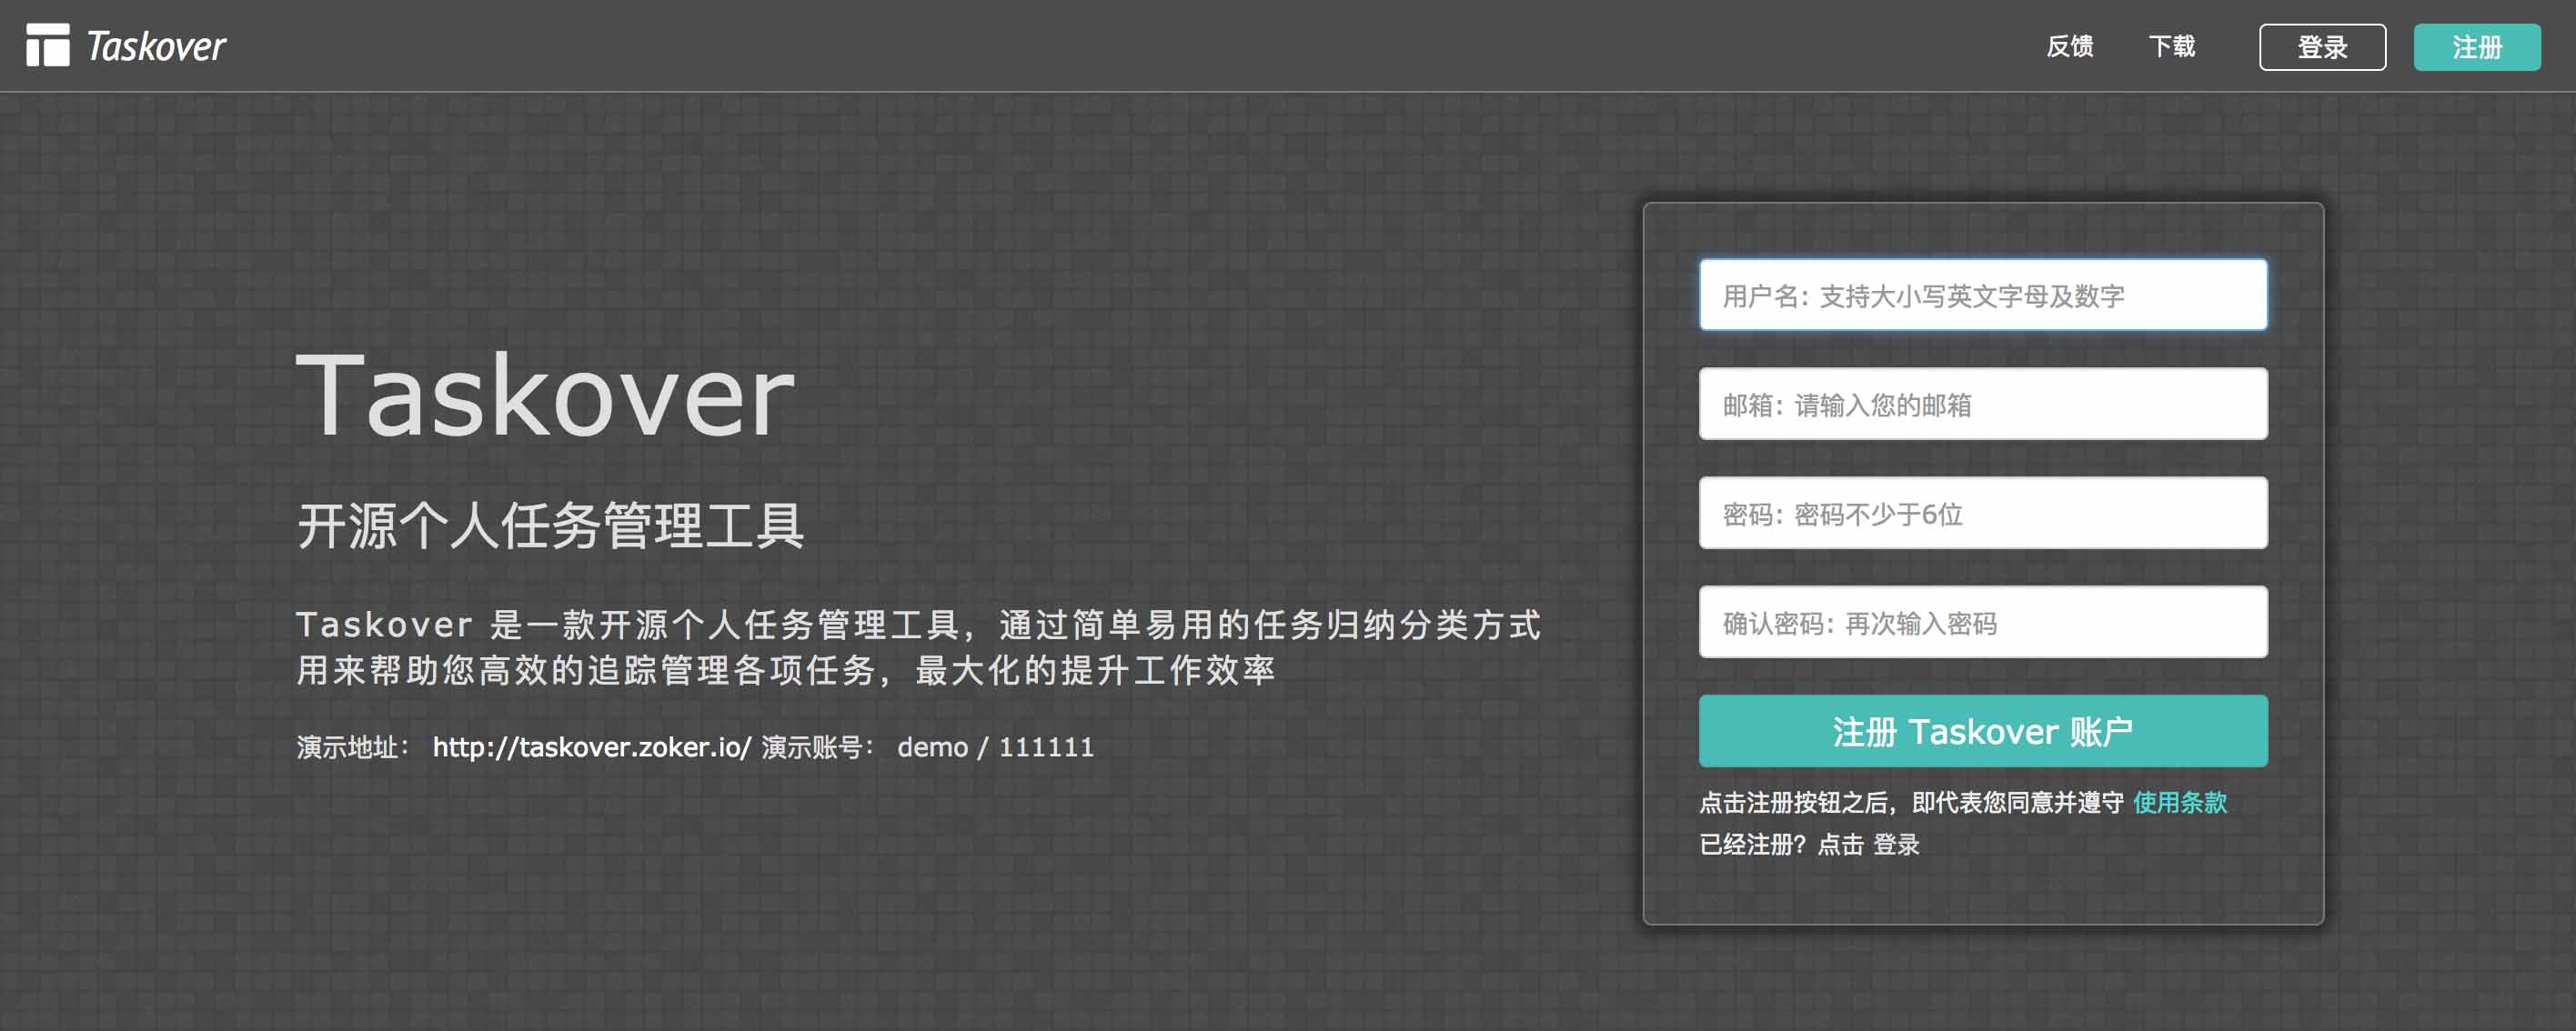 Taskover
反馈
下载
登录
注册
Taskover
开源个人任务管理工具
Taskover 是一款开源个人任务管理工具，通过简单易用的任务归纳分类方式
用来帮助您高效的追踪管理各项任务，最大化的提升工作效率
演示地址： http://taskover.zoker.io/ 演示账号： demo / 111111
用户名: 支持大小写英文字母及数字
邮箱: 请输入您的邮箱
密码: 密码不少于6位
确认密码: 再次输入密码
注册 Taskover 账户
点击注册按钮之后，即代表您同意并遵守 使用条款
已经注册？点击 登录